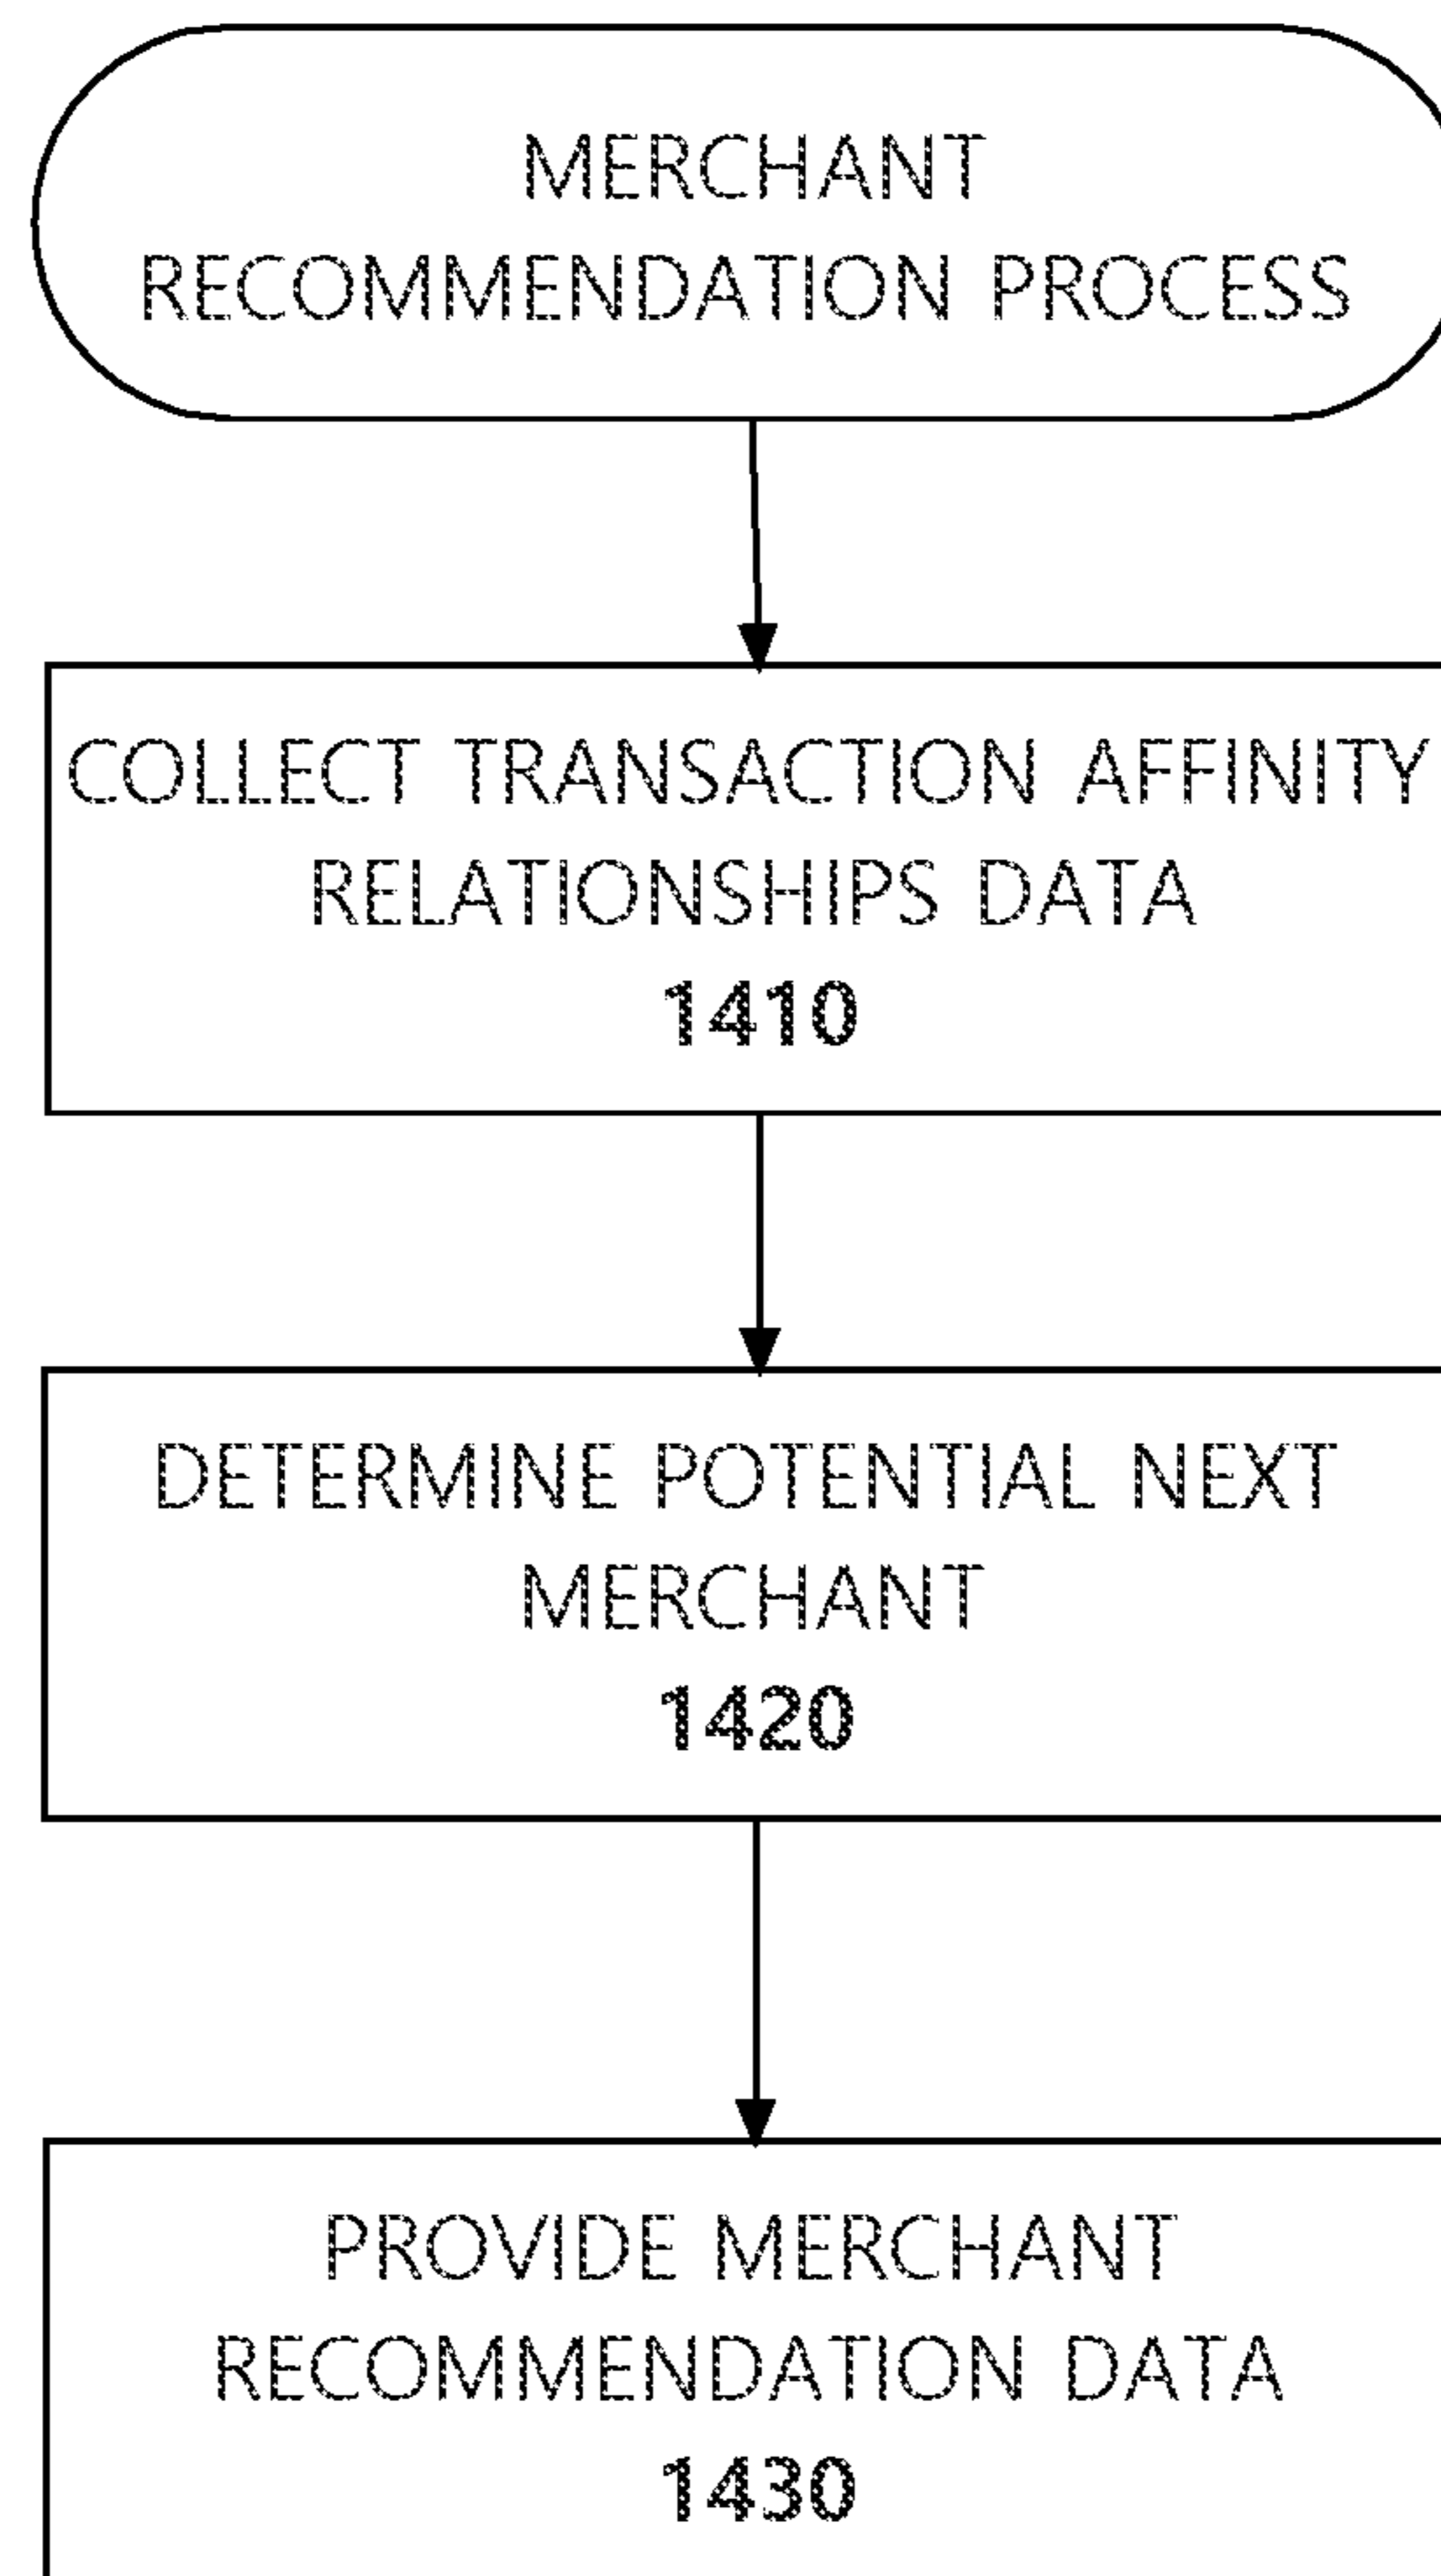 MERCHANT
RECOMMENDATION PROCESS
COLLECT TRANSACTION AFFINITY
RELATIONSHIPS DATA
1410
DETERMINE POTENTIAL NEXT
MERCHANT
1420
PROVIDE MERCHANT
RECOMMENDATION DATA
1430